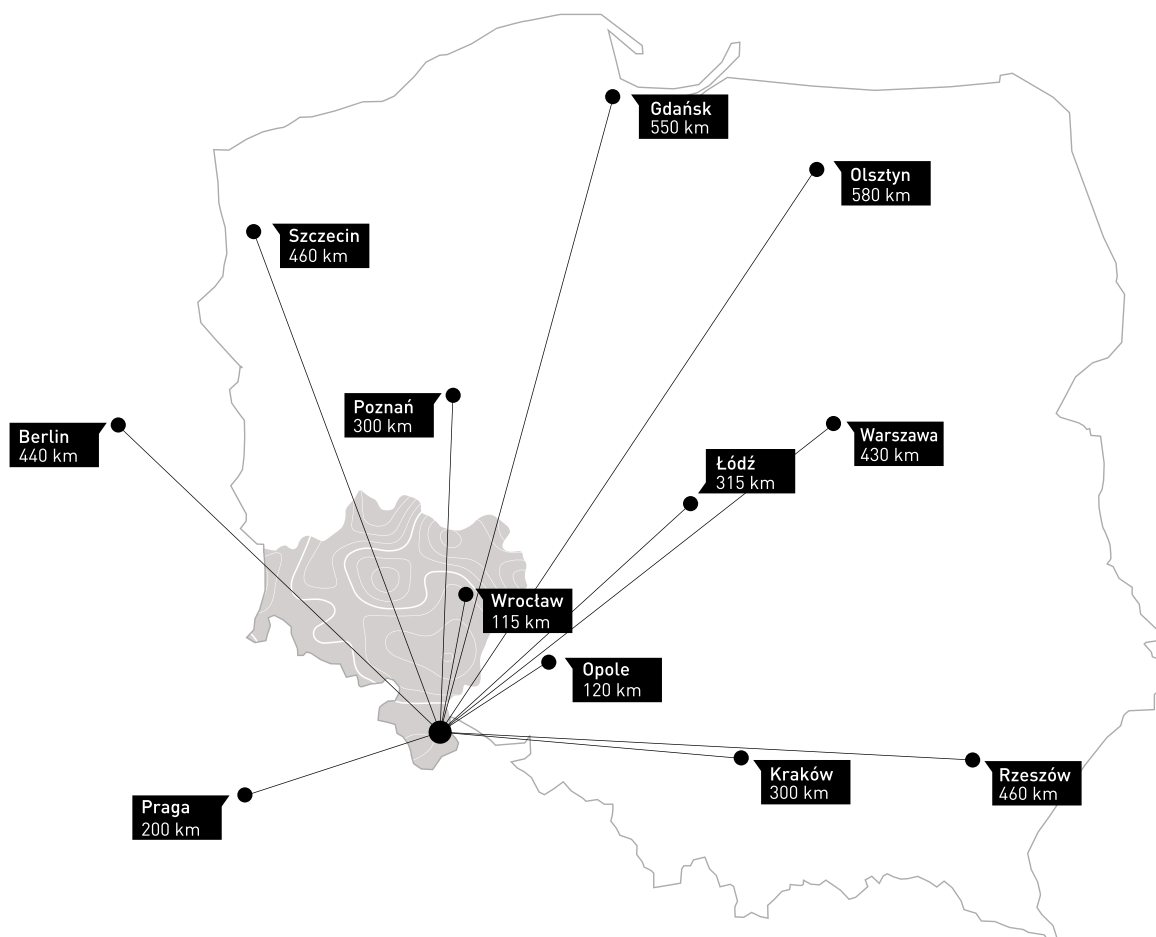 Gdańsk
550 km
Olsztyn
580 km
Szczecin
460 km
Poznań
300 km
Berlin
440 km
Warszawa
430 km
Łódź
315 km
Wrocław
115 km
Opole
120 km
Kraków
300 km
Rzeszów
460 km
Praga
200 km